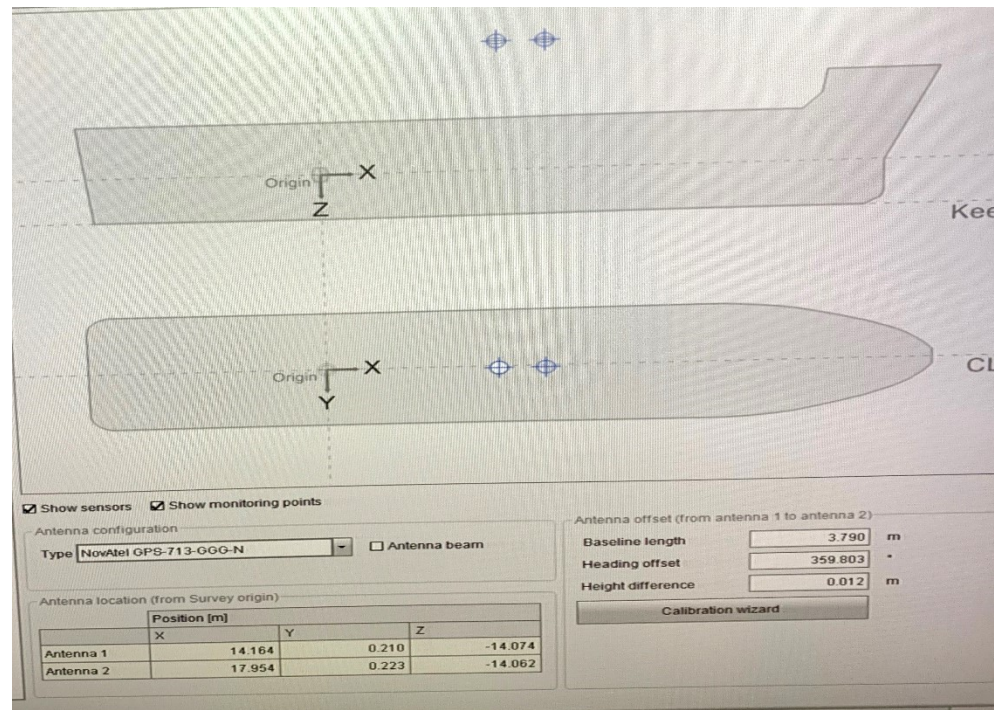 Origin
X
Z
Kee
Origin
X
Y
CL
Show sensors Show monitoring points
Antenna configuration
Type NovAtel GPS-713-GGG-N Antenna beam
Antenna location (from Survey origin)
Position [m]
X Y Z
Antenna 1 14.164 0.210 -14.074
Antenna 2 17.954 0.223 -14.062
Antenna offset (from antenna 1 to antenna 2)
Baseline length 3.790 m
Heading offset 359.803 °
Height difference 0.012 m
Calibration wizard